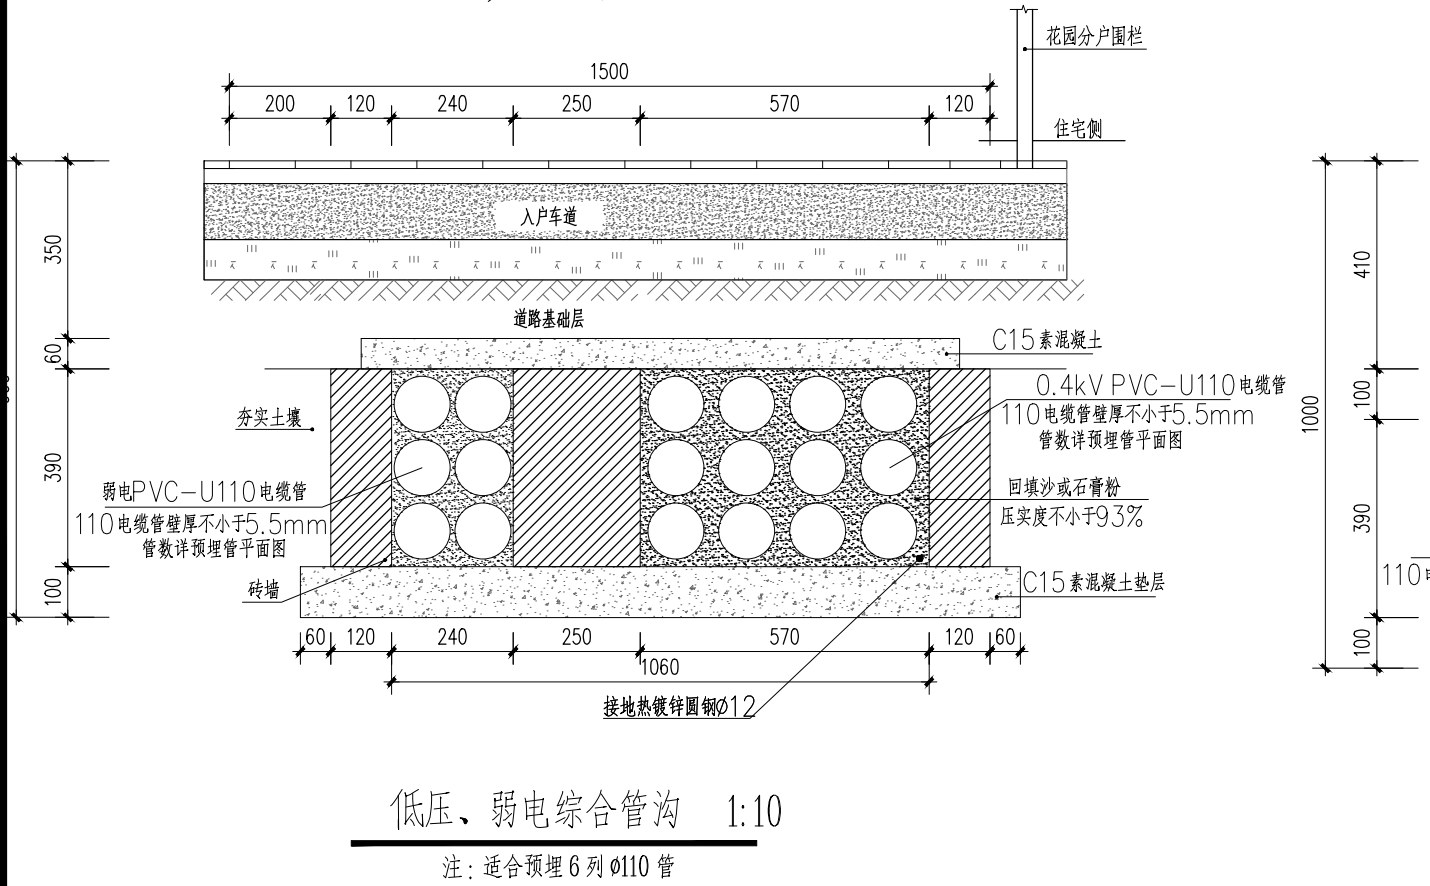 花园分户围栏
1500
200 120 240 250 570 120
住宅侧
入户车道
350
410
道路基础层
C15素混凝土
60
0.4kV PVC-U110电缆管
110电缆管壁厚不小于5.5mm
管数详预埋管平面图
100
1000
夯实土壤
390
弱电PVC-U110电缆管
110电缆管壁厚不小于5.5mm
管数详预埋管平面图
回填沙或石膏粉
压实度不小于93%
390
砖墙
100
C15素混凝土垫层
110
60 120 240 250 570 120 60
100
1060
接地热镀锌圆钢ø12
低压、弱电综合管沟 1:10
注: 适合预埋6列ø110管